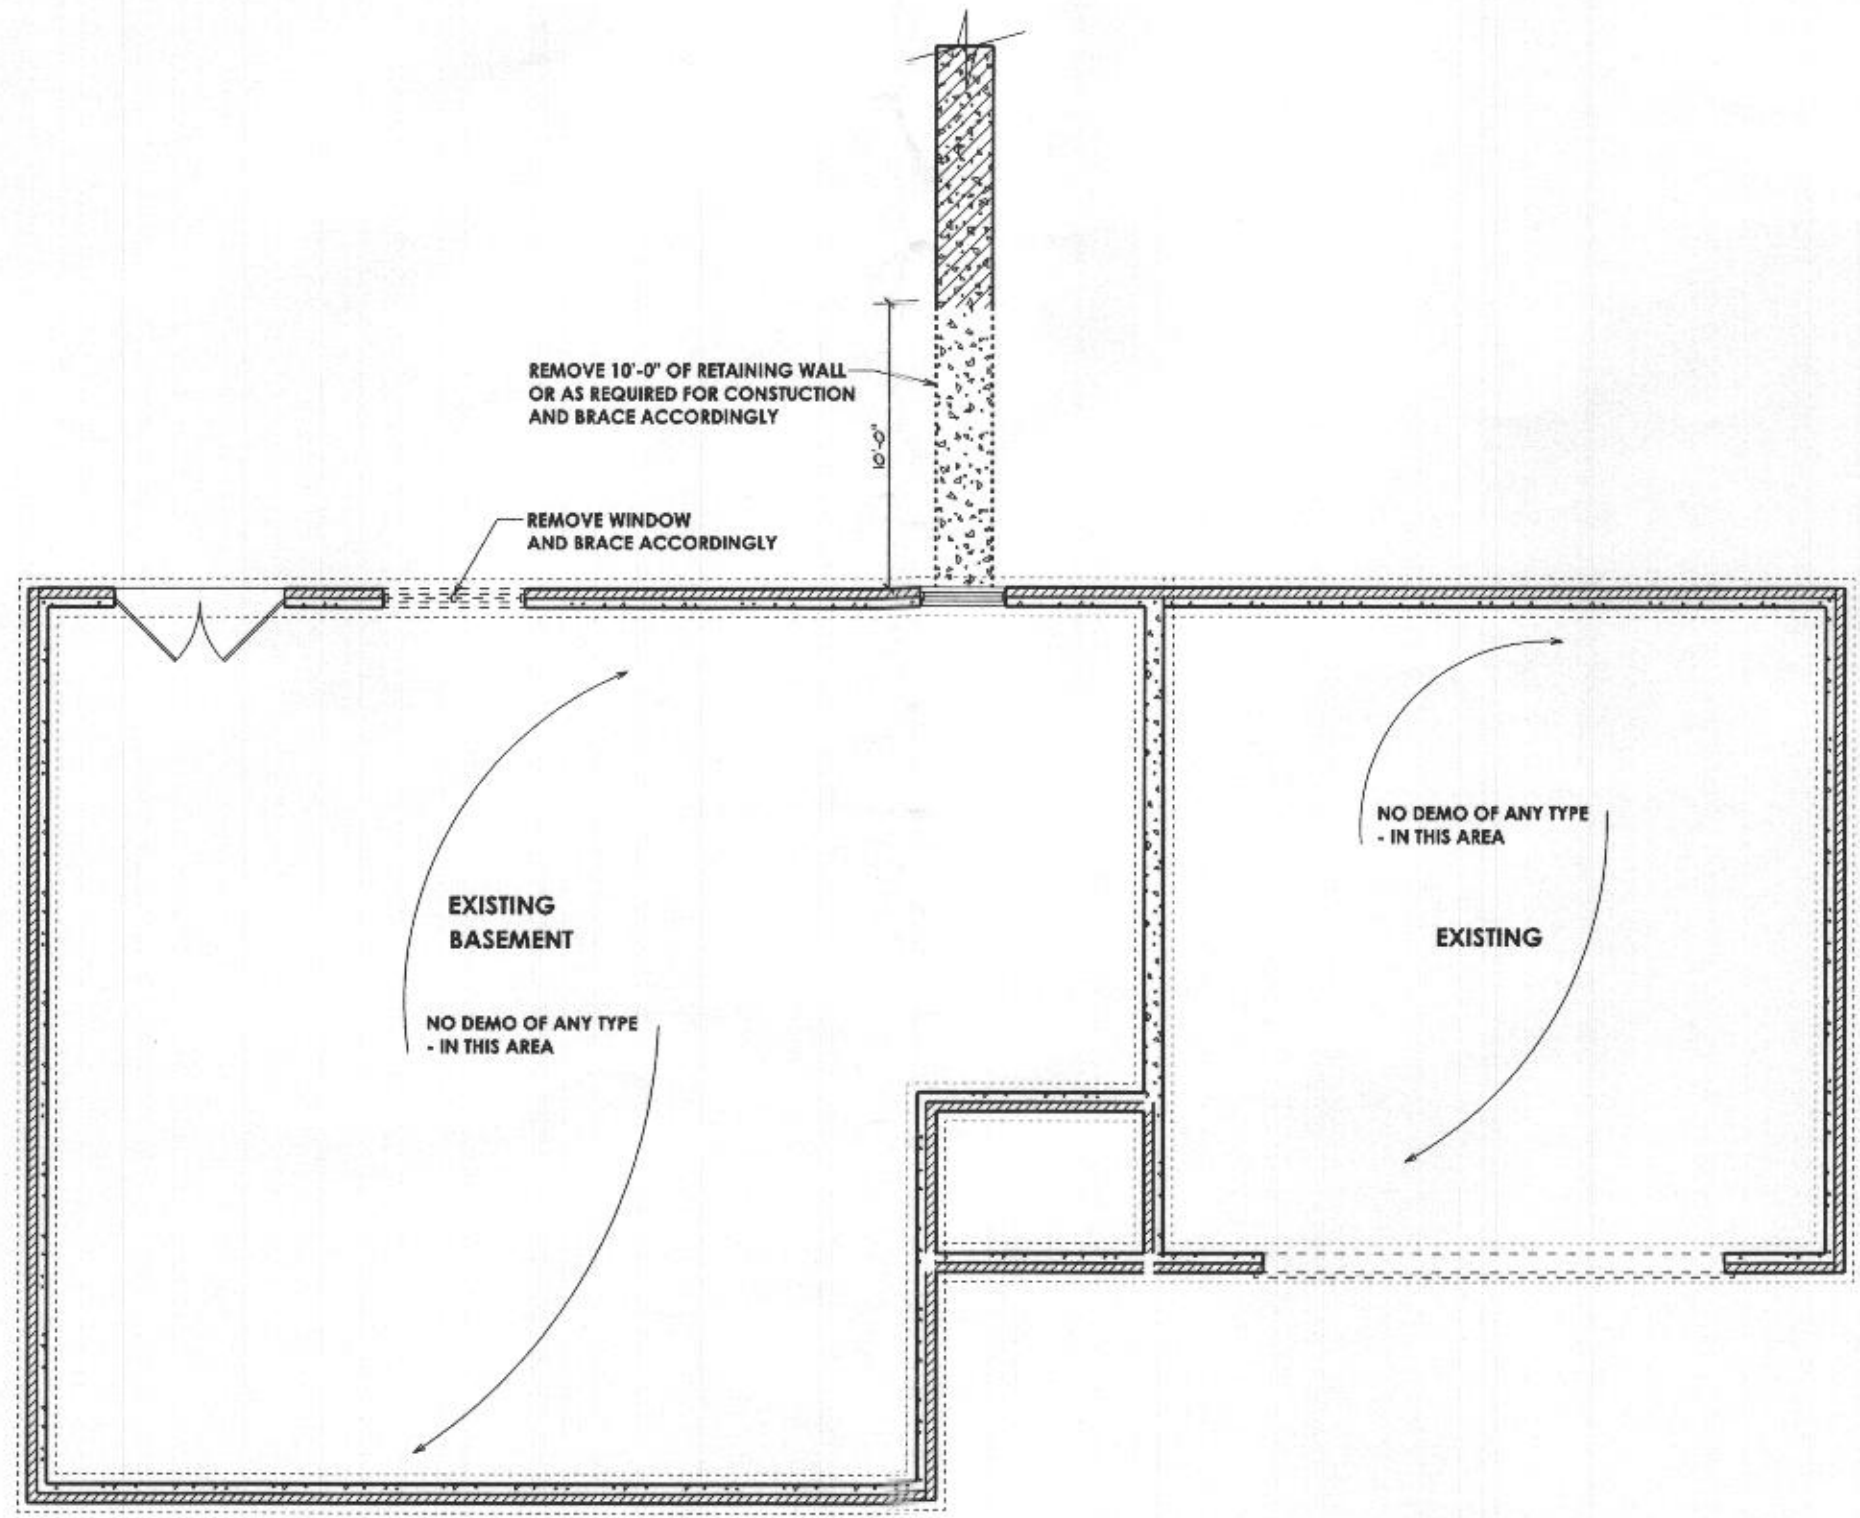 REMOVE 10'-0" OF RETAINING WALL
OR AS REQUIRED FOR CONSTUCTION
AND BRACE ACCORDINGLY
10'-0"
REMOVE WINDOW
AND BRACE ACCORDINGLY
EXISTING
BASEMENT
NO DEMO OF ANY TYPE
- IN THIS AREA
NO DEMO OF ANY TYPE
- IN THIS AREA
EXISTING